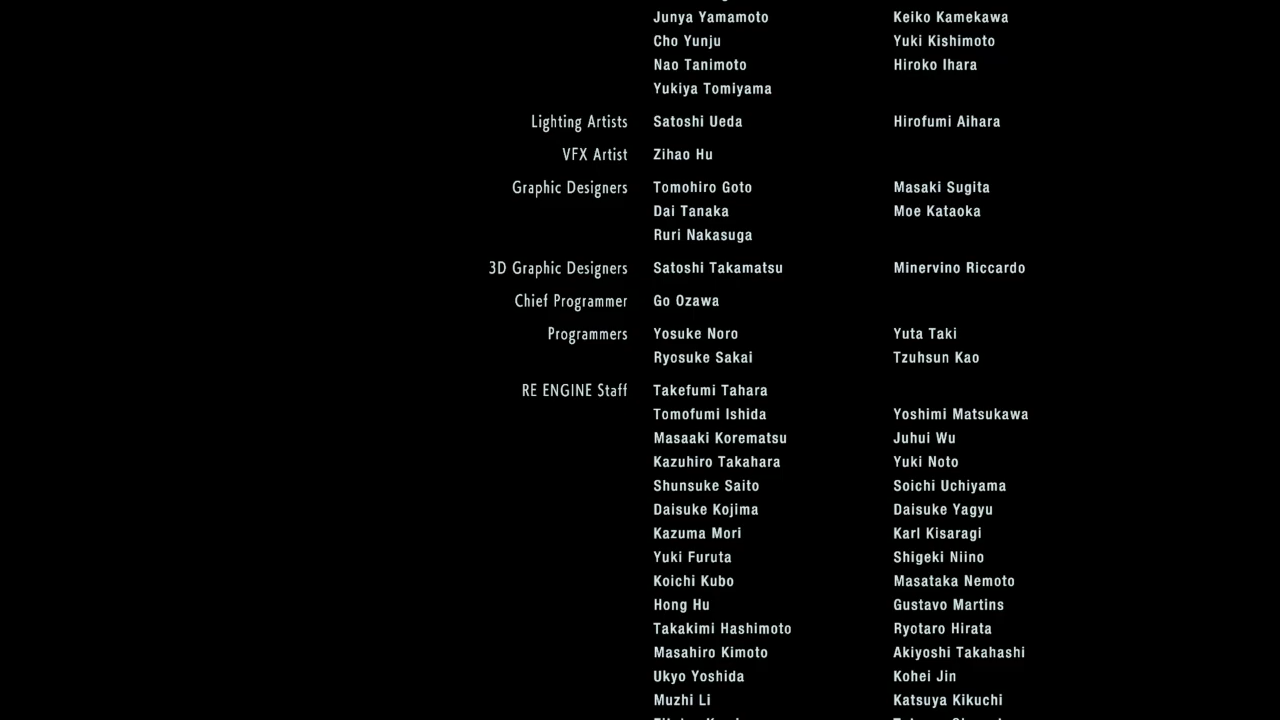 Junya Yamamoto Keiko Kamekawa
Cho Yunju Yuki Kishimoto
Nao Tanimoto Hiroko Ihara
Yukiya Tomiyama
Lighting Artists Satoshi Ueda Hirofumi Aihara
VFX Artist Zihao Hu
Graphic Designers Tomohiro Goto Masaki Sugita
Dai Tanaka Moe Kataoka
Ruri Nakasuga
3D Graphic Designers Satoshi Takamatsu Minervino Riccardo
Chief Programmer Go Ozawa
Programmers Yosuke Noro Yuta Taki
Ryosuke Sakai Tzuhsun Kao
RE ENGINE Staff Takefumi Tahara
Tomofumi Ishida Yoshimi Matsukawa
Masaaki Korematsu Juhui Wu
Kazuhiro Takahara Yuki Noto
Shunsuke Saito Soichi Uchiyama
Daisuke Kojima Daisuke Yagyu
Kazuma Mori Karl Kisaragi
Yuki Furuta Shigeki Niino
Koichi Kubo Masataka Nemoto
Hong Hu Gustavo Martins
Takakimi Hashimoto Ryotaro Hirata
Masahiro Kimoto Akiyoshi Takahashi
Ukyo Yoshida Kohei Jin
Muzhi Li Katsuya Kikuchi